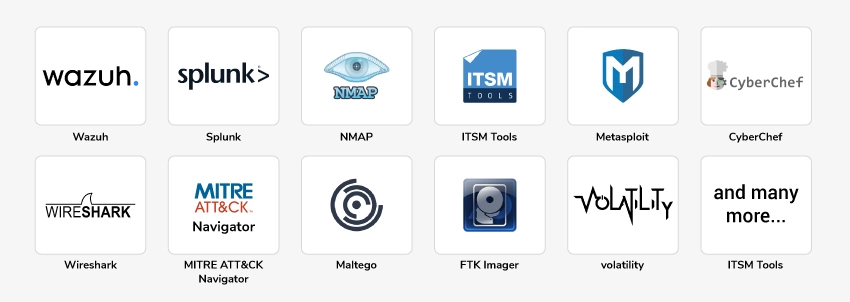 wazuh.
splunk>
NMAP
ITSM
TOOLS
M
CyberChef
Wazuh
Splunk
NMAP
ITSM Tools
Metasploit
CyberChef
WIRESHARK
MITRE
ATT&CK™
Navigator
VOLATILITY
and many
more...
Wireshark
MITRE ATT&CK
Navigator
Maltego
FTK Imager
volatility
ITSM Tools